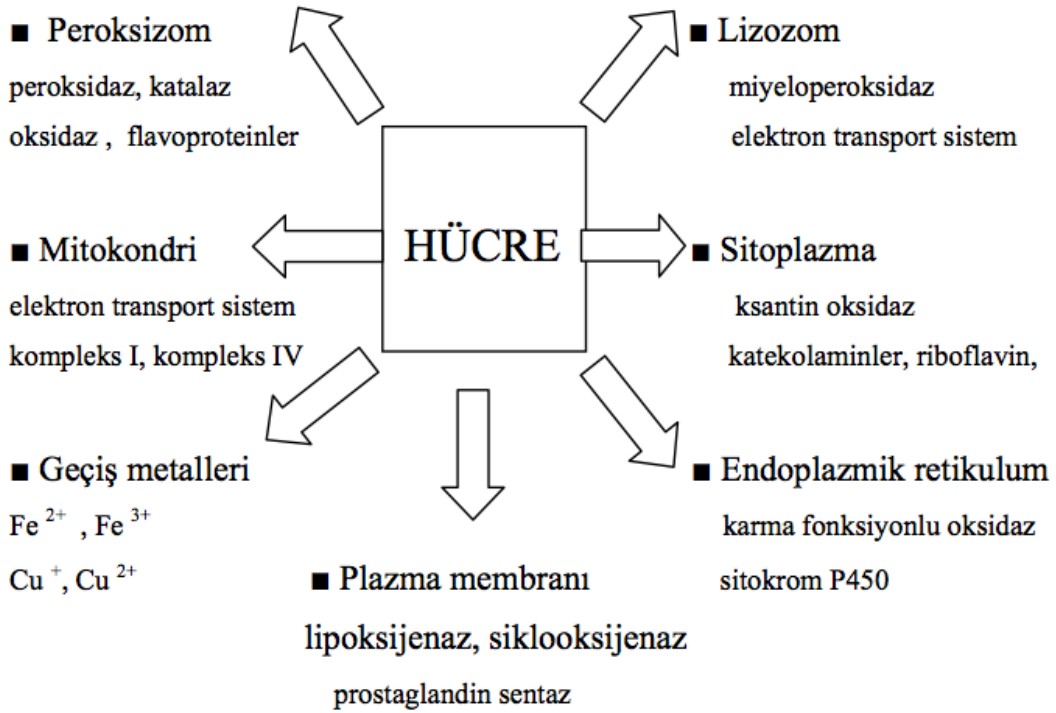 ■ Peroksizom
peroksidaz, katalaz
oksidaz , flavoproteinler
■ Lizozom
miyeloperoksidaz
elektron transport sistem
HÜCRE
■ Mitokondri
elektron transport sistem
kompleks I, kompleks IV
■ Sitoplazma
ksantin oksidaz
katekolaminler, riboflavin,
■ Geçiş metalleri
Fe 2+ , Fe 3+
Cu +, Cu 2+
■ Plazma membranı
lipoksijenaz, siklooksijenaz
prostaglandin sentaz
■ Endoplazmik retikulum
karma fonksiyonlu oksidaz
sitokrom P450